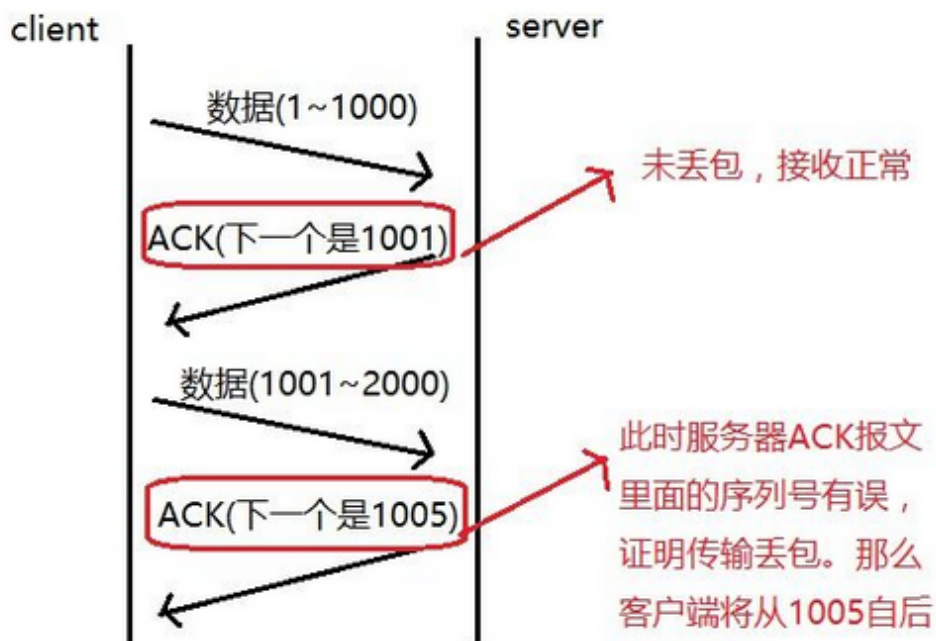 client
server
数据(1~1000)
未丢包，接收正常
ACK(下一个是1001)
数据(1001~2000)
ACK(下一个是1005)
此时服务器ACK报文
里面的序列号有误，
证明传输丢包。那么
客户端将从1005自后